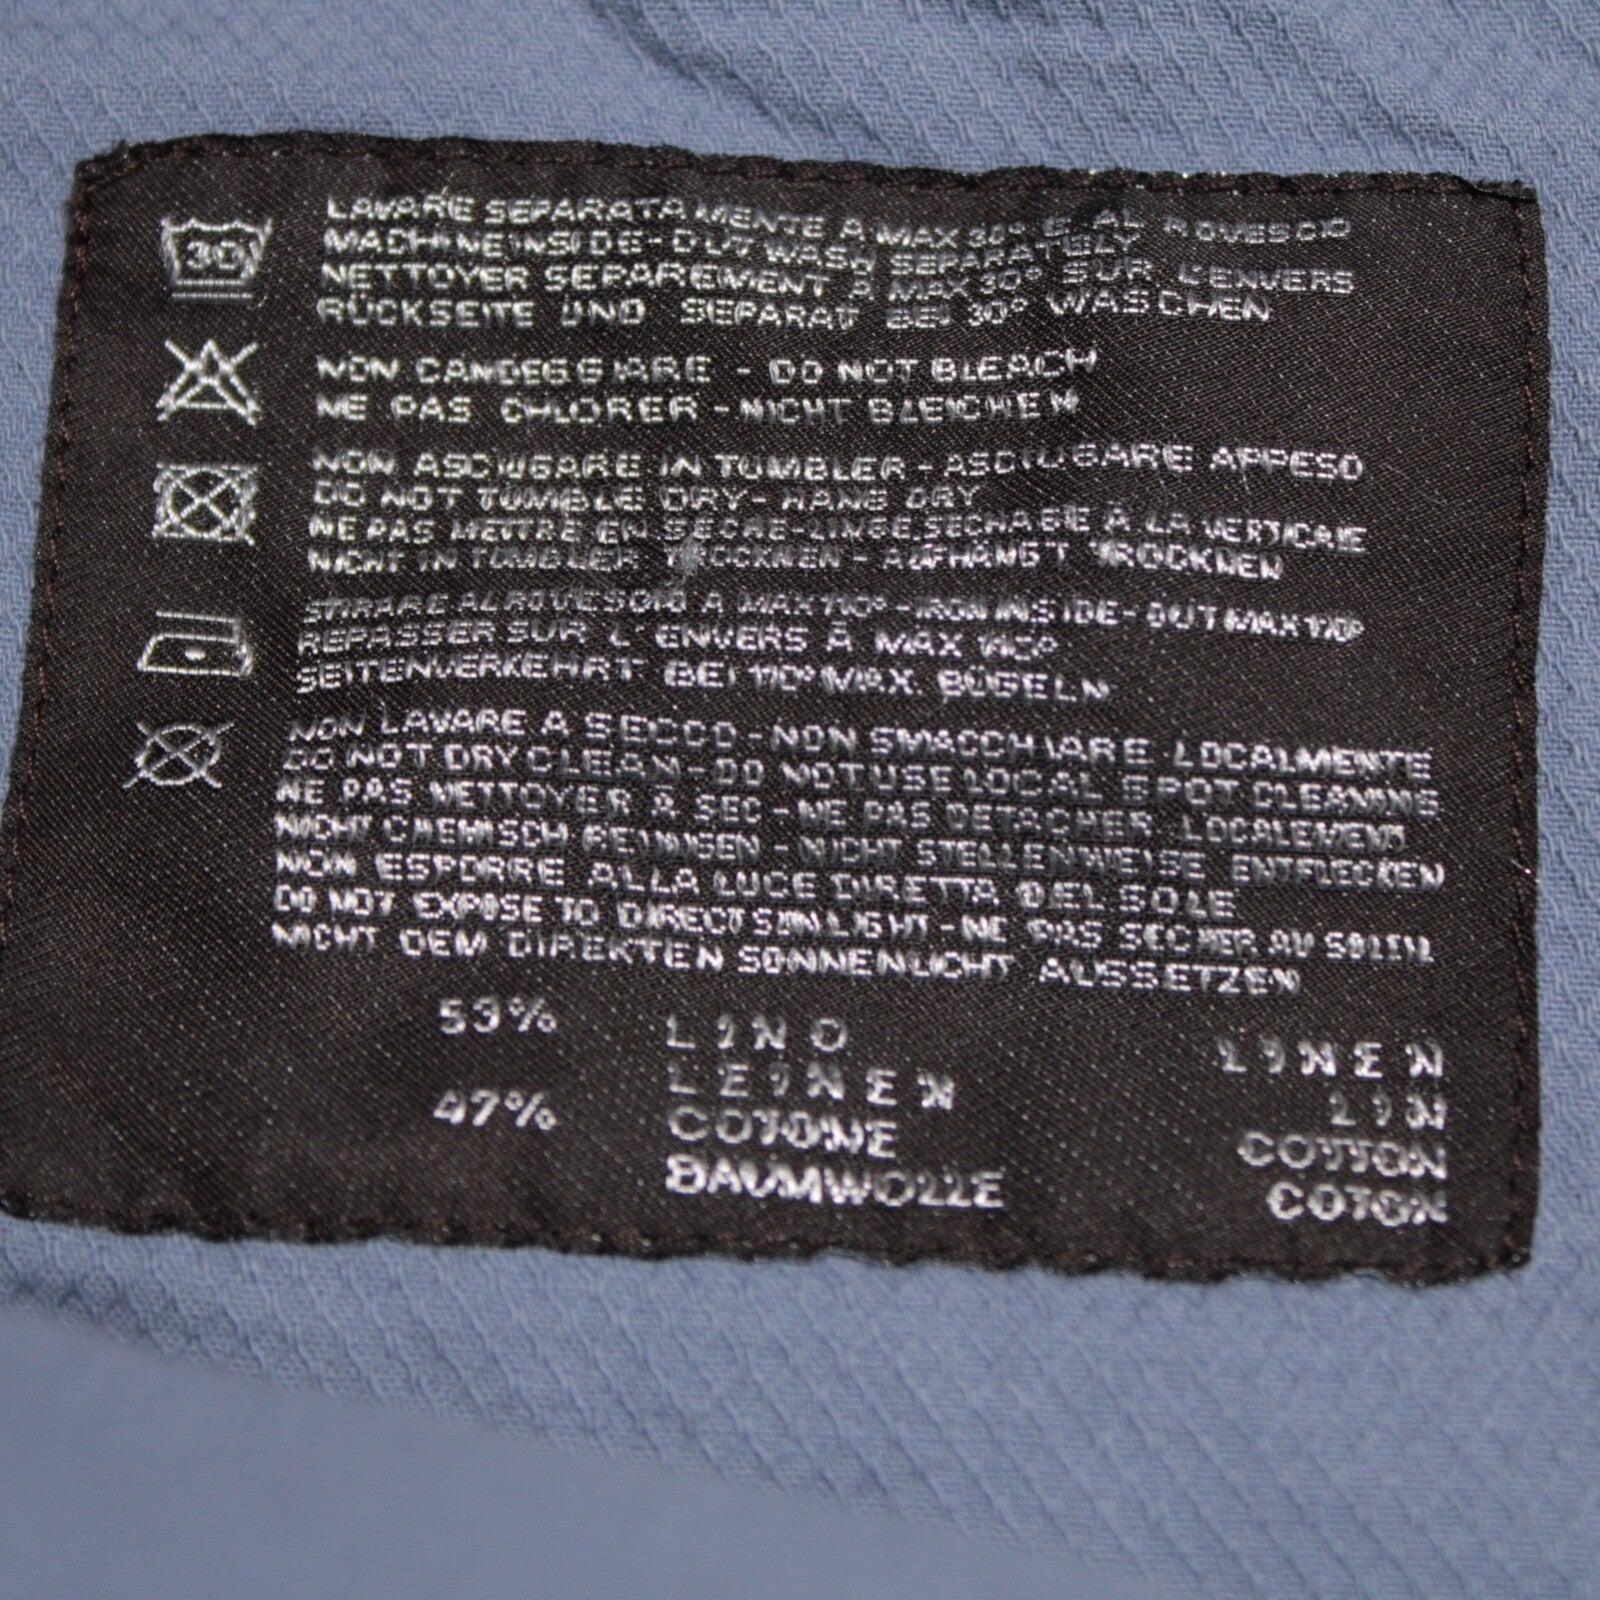 30
LAVARE SEPARATAMENTE A MAX 30° E AL ROVESCIO
MACHINE INSIDE-OUT WASH SEPARATELY
NETTOYER SEPAREMENT A MAX 30° SUR L'ENVERS
RÜCKSEITE UND SEPARAT BEI 30° WASCHEN
NON CANDEGGIARE - DO NOT BLEACH
NE PAS CHLORER - NICHT BLEICHEN
NON ASCIUGARE IN TUMBLER - ASCIUGARE APPESO
DO NOT TUMBLE DRY - HANG DRY
NE PAS METTRE EN SECHE-LINGE, SECHAGE À LA VERTICALE
NICHT IN TUMBLER TROCKNEN - AUFHÄNGT TROCKNEN
STIRARE AL ROVESCIO A MAX 110° - IRON INSIDE-OUT MAX 110°
REPASSER SUR L'ENVERS À MAX 110°
SEITENVERKEHRT BEI 110° MAX. BÜGELN
NON LAVARE A SECCO - NON SMACCHIARE LOCALMENTE
DO NOT DRY CLEAN - DO NOT USE LOCAL SPOT CLEANING
NE PAS NETTOYER À SEC - NE PAS DETACHER LOCALEMENT
NICHT CHEMISCH REINIGEN - NICHT STELLENWEISE ENTFLECKEN
NON ESPORRE ALLA LUCE DIRETTA DEL SOLE
DO NOT EXPOSE TO DIRECT SUNLIGHT - NE PAS SECHER AU SOLEIL
NICHT DEM DIREKTEN SONNENLICHT AUSSETZEN
53% LINO LINEN
LEINEN LIN
47% COTONE COTTON
BAUMWOLLE COTON